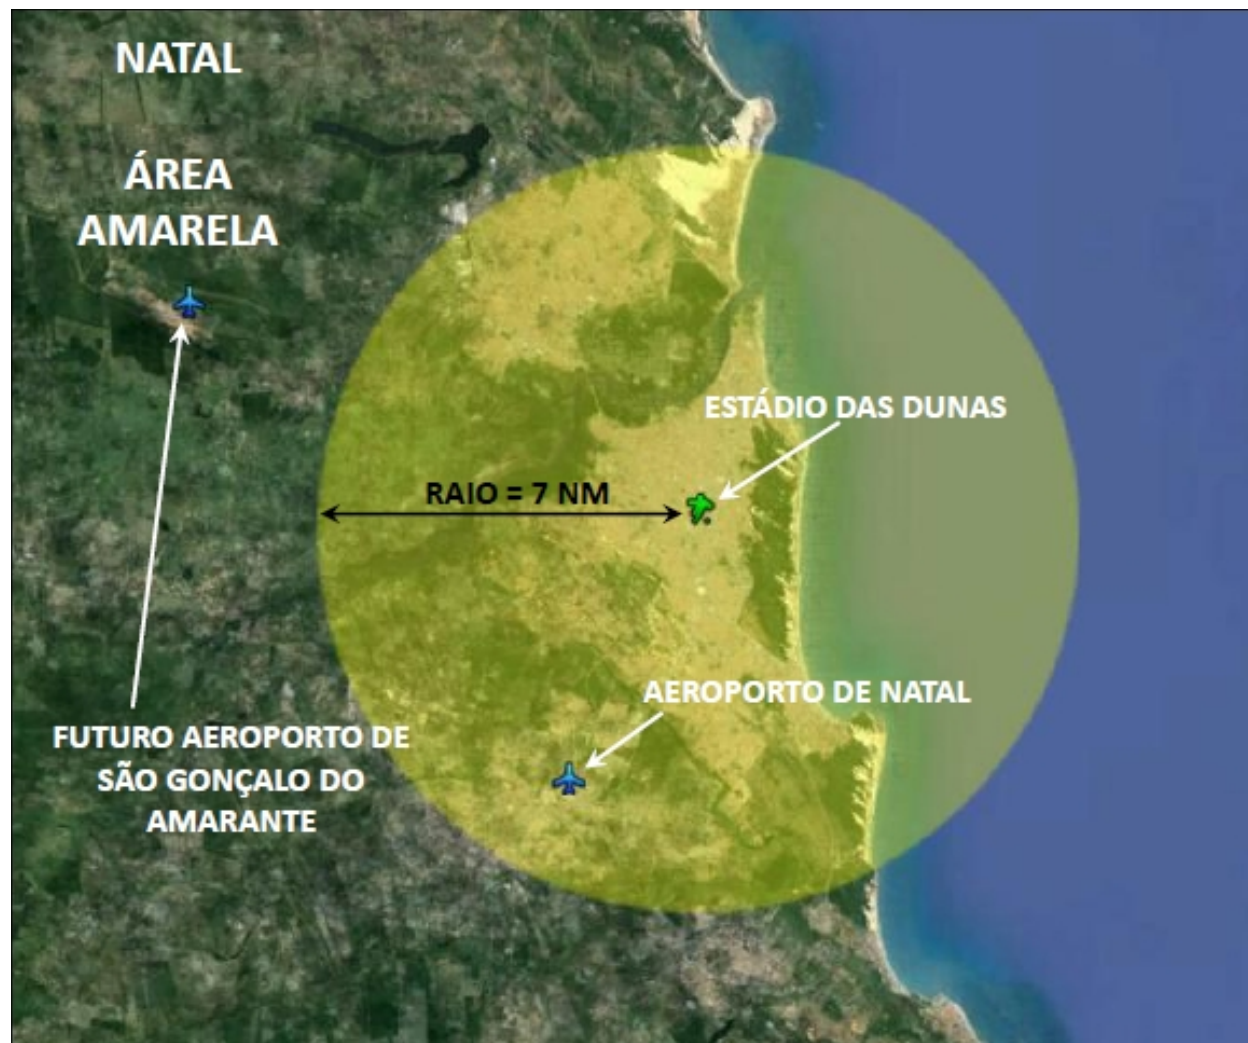 NATAL
ÁREA
AMARELA
ESTÁDIO DAS DUNAS
RAIO = 7 NM
AEROPORTO DE NATAL
FUTURO AEROPORTO DE
SÃO GONÇALO DO
AMARANTE